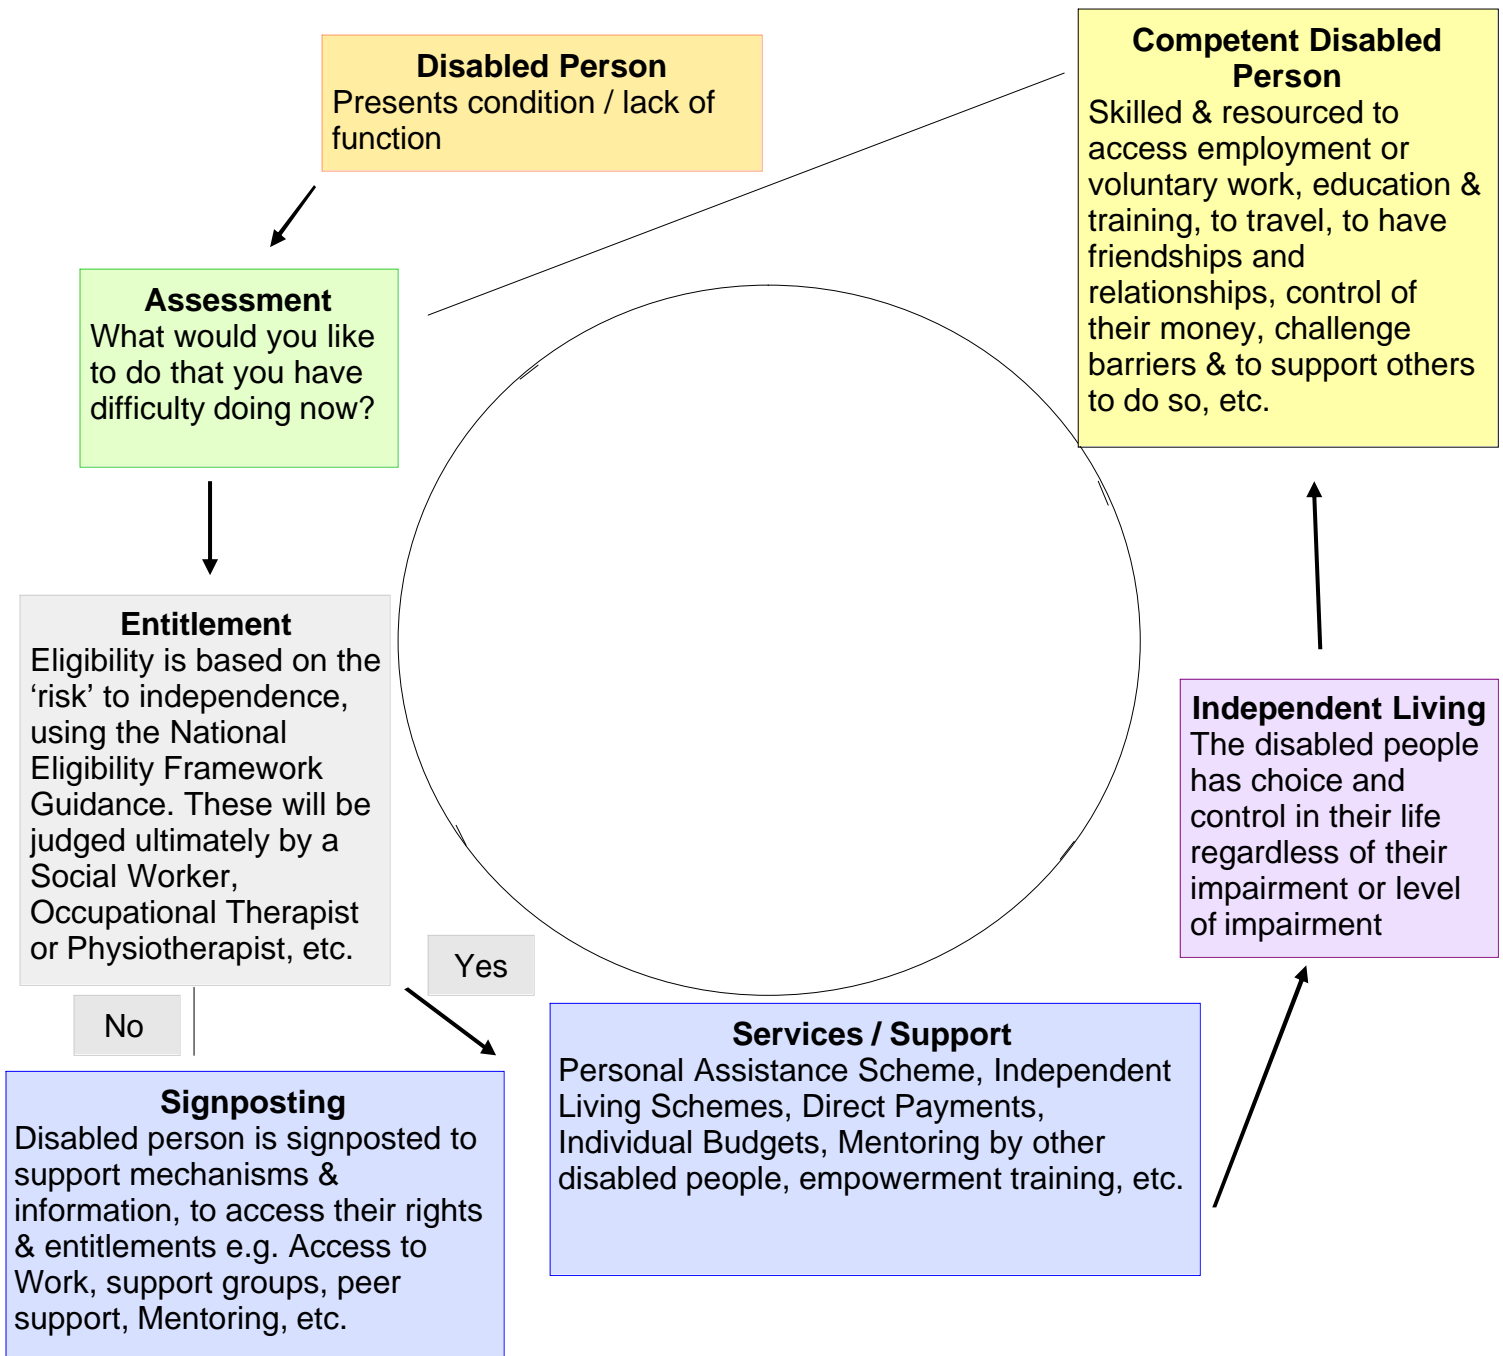 Disabled Person
Presents condition / lack of
function
Competent Disabled
Person
Skilled & resourced to
access employment or
voluntary work, education &
training, to travel, to have
friendships and
relationships, control of
their money, challenge
barriers & to support others
to do so, etc.
Assessment
What would you like
to do that you have
difficulty doing now?
Entitlement
Eligibility is based on the
‘risk’ to independence,
using the National
Eligibility Framework
Guidance. These will be
judged ultimately by a
Social Worker,
Occupational Therapist
or Physiotherapist, etc.
Independent Living
The disabled people
has choice and
control in their life
regardless of their
impairment or level
of impairment
Yes
No
Services / Support
Personal Assistance Scheme, Independent
Living Schemes, Direct Payments,
Individual Budgets, Mentoring by other
disabled people, empowerment training, etc.
Signposting
Disabled person is signposted to
support mechanisms &
information, to access their rights
& entitlements e.g. Access to
Work, support groups, peer
support, Mentoring, etc.